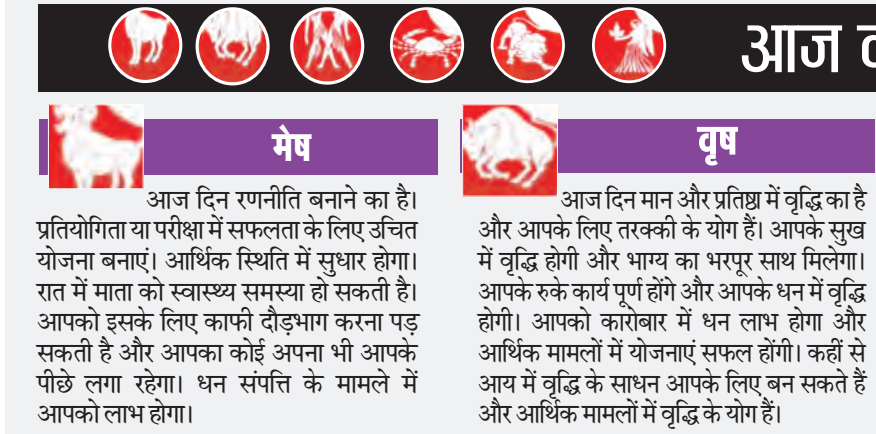 आज
मेष
आज दिन रणनीति बनाने का है।
प्रतियोगिता या परीक्षा में सफलता के लिए उचित
योजना बनाएं। आर्थिक स्थिति में सुधार होगा।
रात में माता को स्वास्थ्य समस्या हो सकती है।
आपको इसके लिए काफी दौड़भाग करना पड़
सकती है और आपका कोई अपना भी आपके
पीछे लगा रहेगा। धन संपत्ति के मामले में
आपको लाभ होगा।
वृष
आज दिन मान और प्रतिष्ठा में वृद्धि का है
और आपके लिए तरक्की के योग हैं। आपके सुख
में वृद्धि होगी और भाग्य का भरपूर साथ मिलेगा।
आपके रुके कार्य पूर्ण होंगे और आपके धन में वृद्धि
होगी। आपको कारोबार में धन लाभ होगा और
आर्थिक मामलों में योजनाएं सफल होंगी। कहीं से
आय में वृद्धि के साधन आपके लिए बन सकते हैं
और आर्थिक मामलों में वृद्धि के योग हैं।